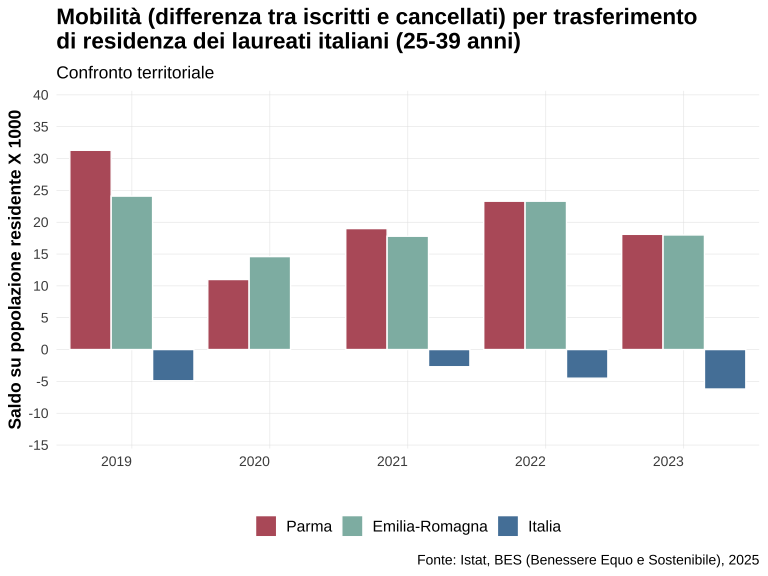 Mobilità (differenza tra iscritti e cancellati) per trasferimento
di residenza dei laureati italiani (25-39 anni)
Confronto territoriale
Saldo su popolazione residente X 1000
40
35
30
25
20
15
10
5
0
-5
-10
-15
2019 2020 2021 2022 2023
Parma Emilia-Romagna Italia
Fonte: Istat, BES (Benessere Equo e Sostenibile), 2025